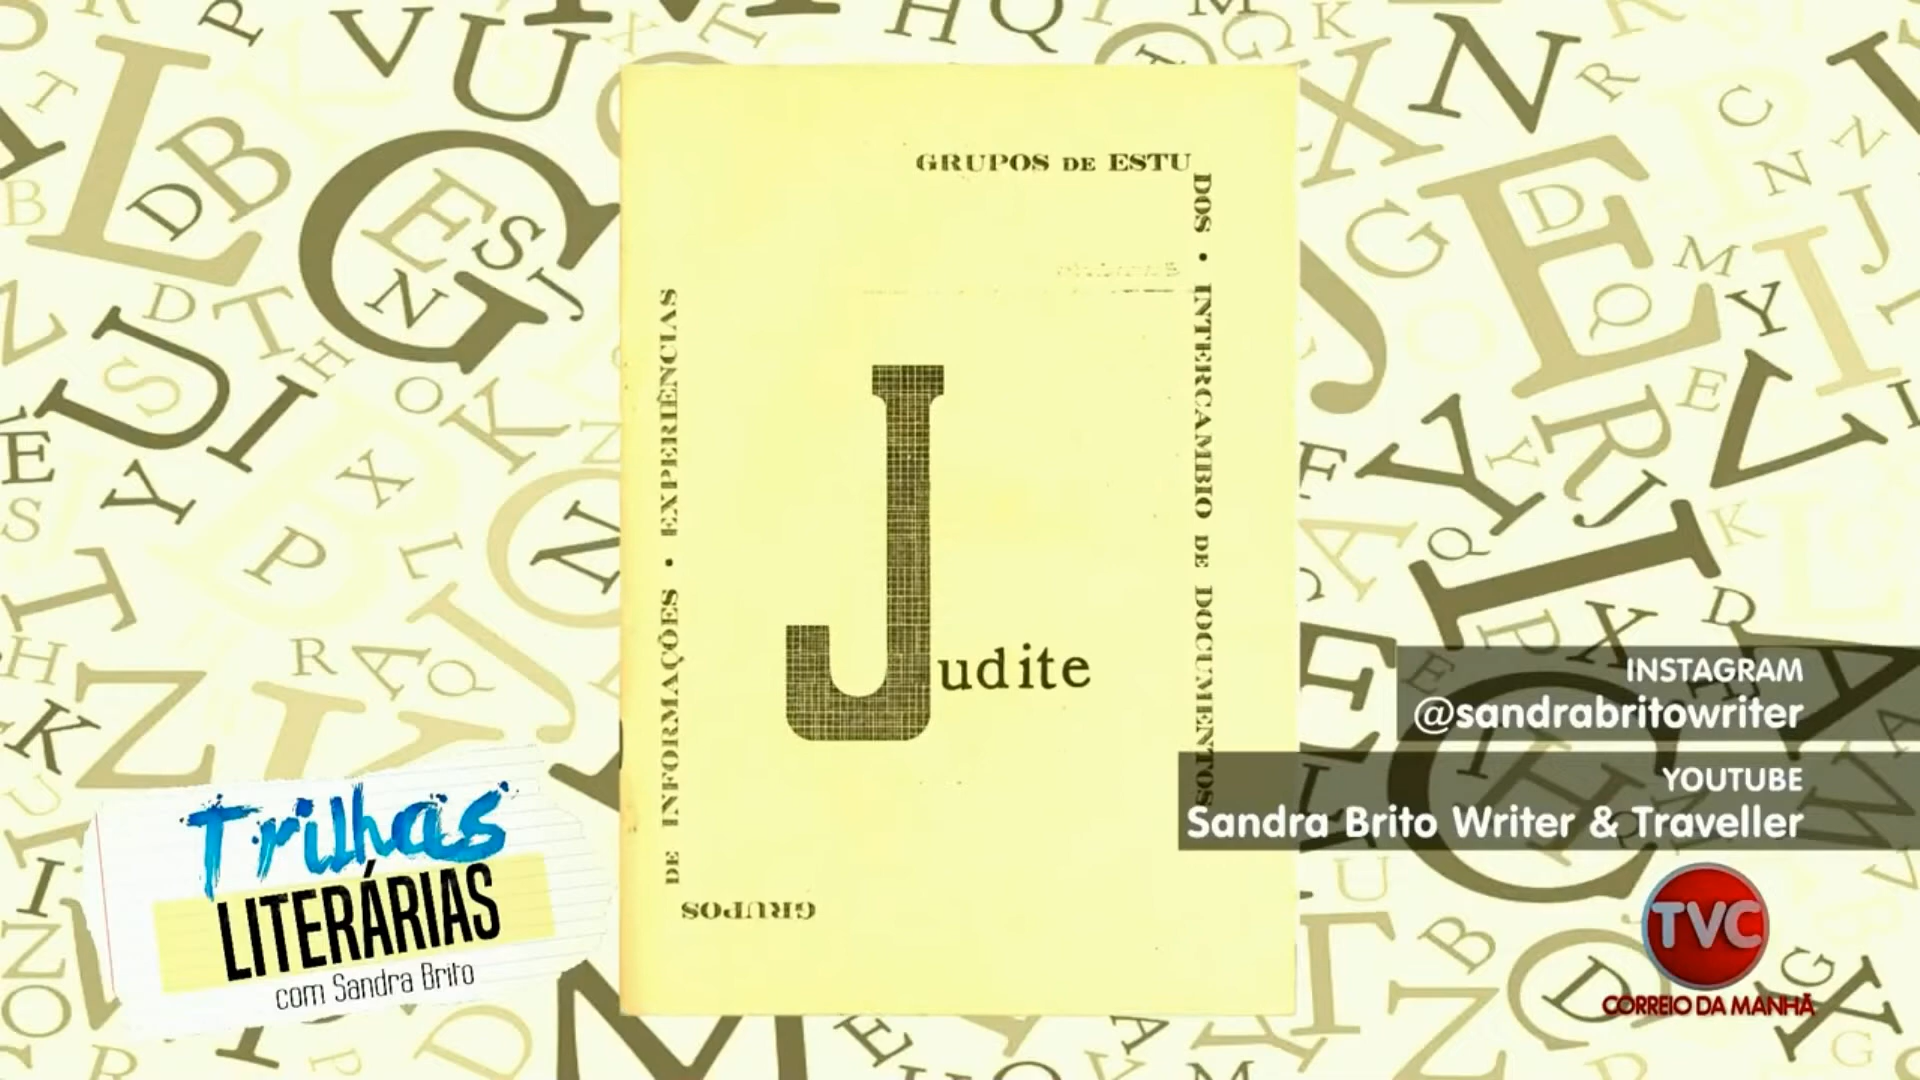 GRUPOS DE ESTU
DOS • INTERCAMBIO DE DOCUMENTOS
GRUPOS
DE INFORMAÇÕES • EXPERIÊNCIAS
Judite
INSTAGRAM
@sandrabritowriter
YOUTUBE
Sandra Brito Writer & Traveller
Trilhas
LITERÁRIAS
com Sandra Brito
TVC
CORREIO DA MANHÃ